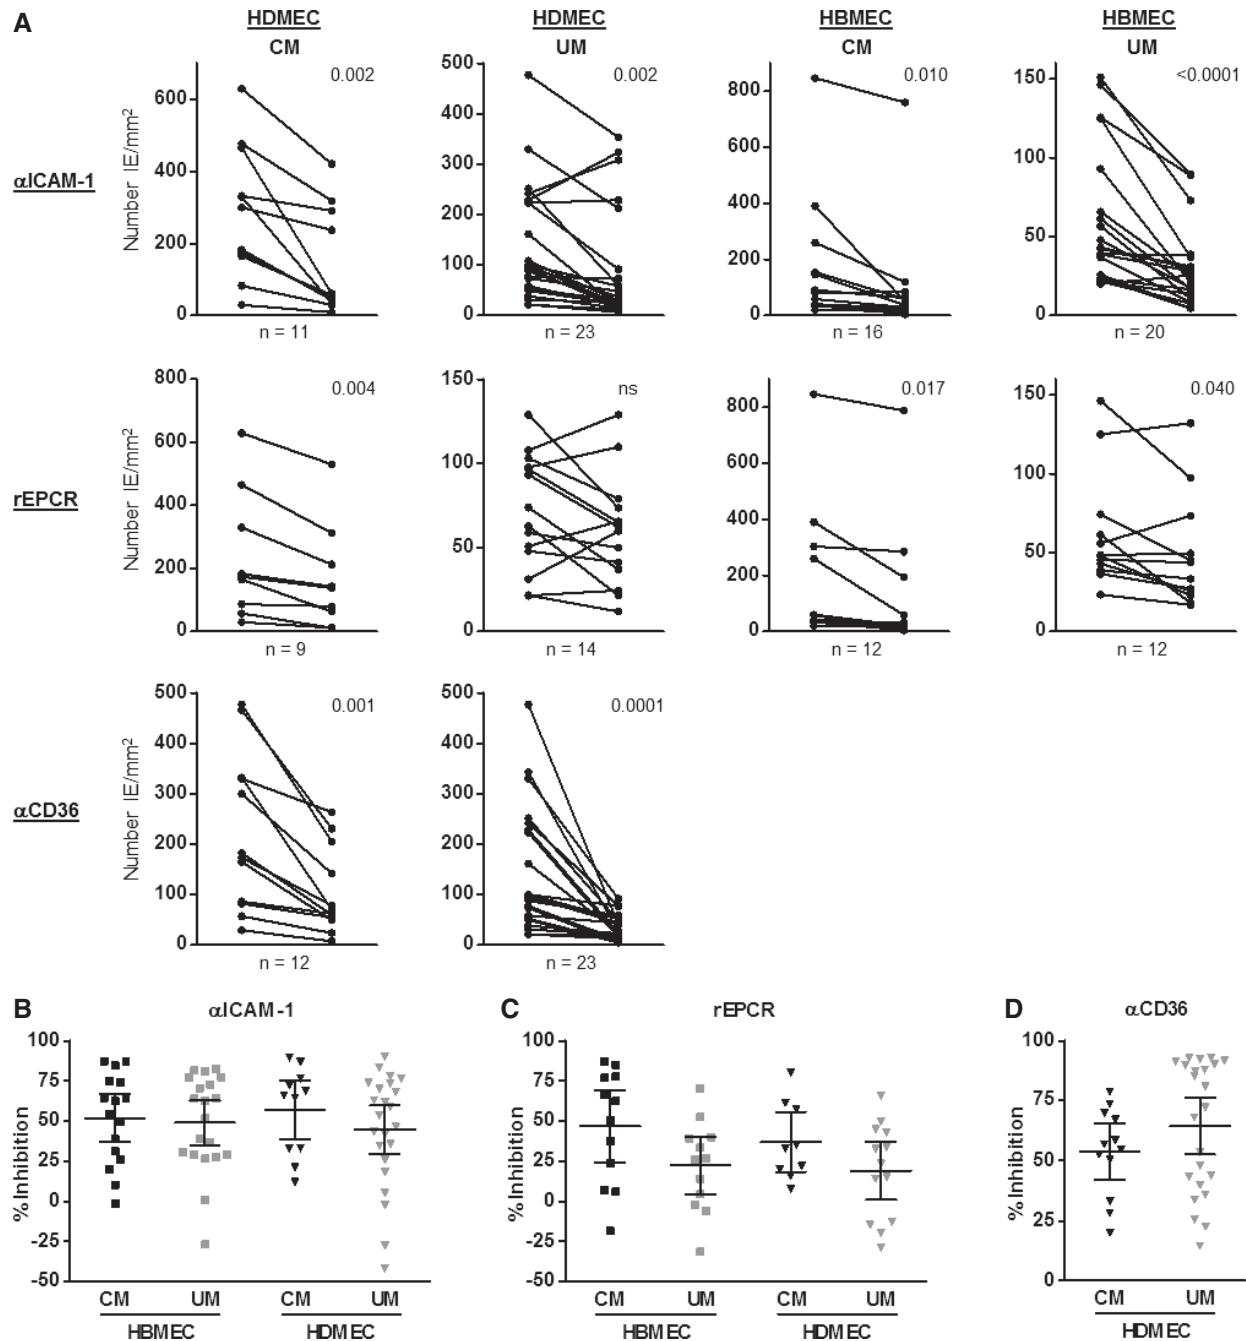 A
HDMEC HDMEC HBMEC HBMEC
CM UM CM UM
αICAM-1
Number IE/mm²
600
400
200
0
0.002
n = 11
500
400
300
200
100
0
0.002
n = 23
800
600
400
200
0
0.010
n = 16
150
100
50
0
<0.0001
n = 20
rEPCR
Number IE/mm²
800
600
400
200
0
0.004
n = 9
150
100
50
0
ns
n = 14
800
600
400
200
0
0.017
n = 12
150
100
50
0
0.040
n = 12
αCD36
Number IE/mm²
500
400
300
200
100
0
0.001
n = 12
500
400
300
200
100
0
0.0001
n = 23
B
αICAM-1
% Inhibition
100
75
50
25
0
-25
-50
CM UM CM UM
HBMEC HDMEC
C
rEPCR
% Inhibition
100
75
50
25
0
-25
-50
CM UM CM UM
HBMEC HDMEC
D
αCD36
% Inhibition
100
75
50
25
0
CM UM
HDMEC